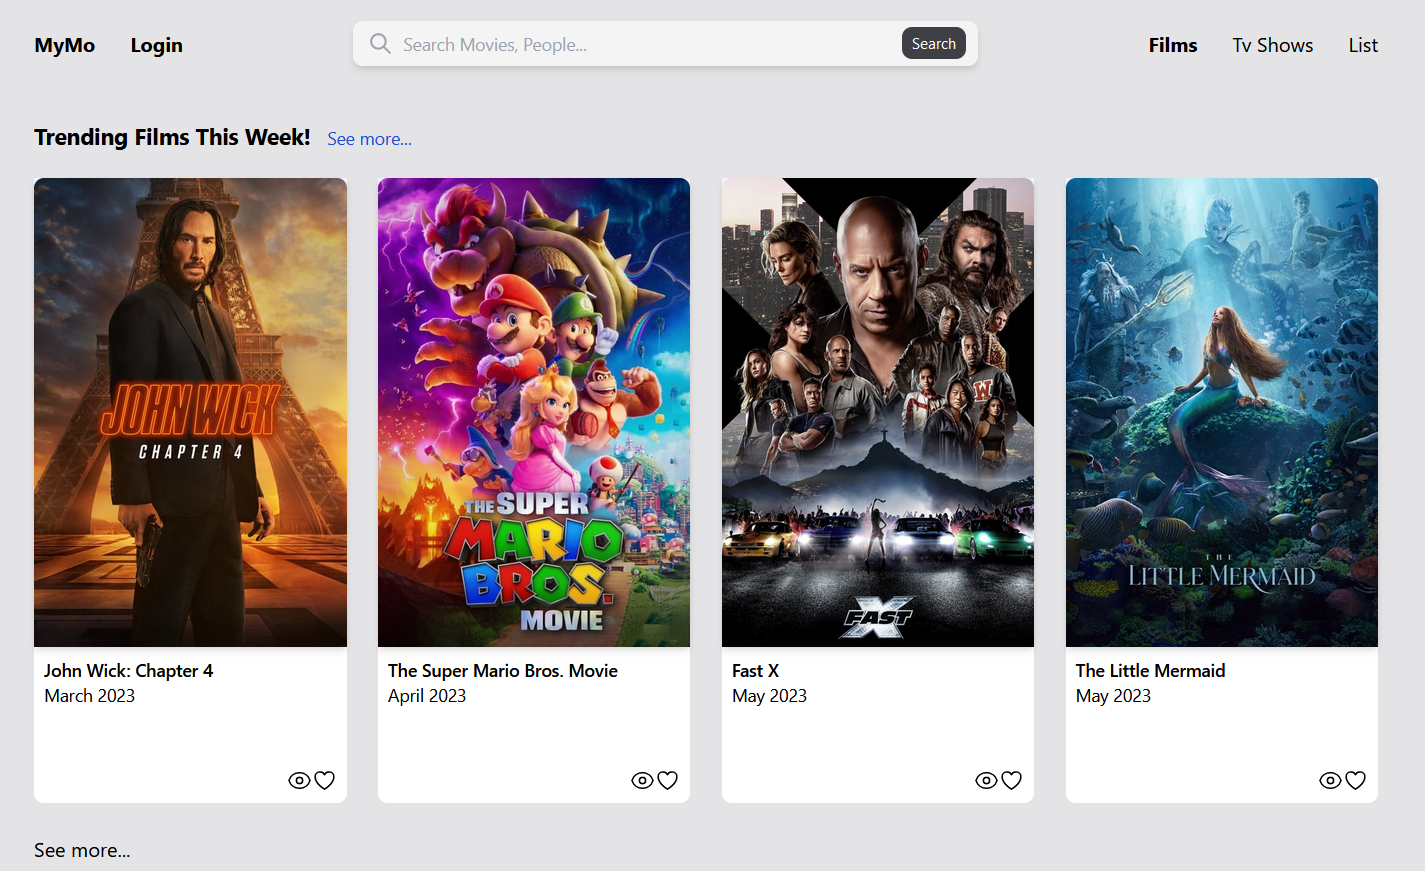 MyMo Login Search Movies, People... Search Films Tv Shows List
Trending Films This Week! See more...
JOHN WICK
CHAPTER 4
THE SUPER
MARIO
BROS.
MOVIE
W
FAST
X
THE
LITTLE MERMAID
John Wick: Chapter 4
March 2023
The Super Mario Bros. Movie
April 2023
Fast X
May 2023
The Little Mermaid
May 2023
See more...